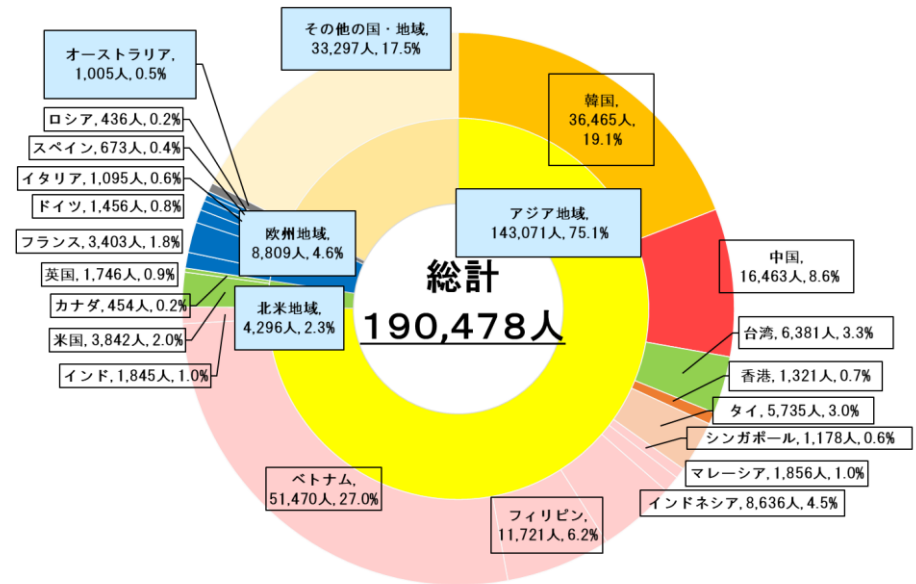 その他の国・地域,
33,297人, 17.5%
オーストラリア,
1,005人, 0.5%
ロシア, 436人, 0.2%
スペイン, 673人, 0.4%
イタリア, 1,095人, 0.6%
ドイツ, 1,456人, 0.8%
フランス, 3,403人, 1.8%
英国, 1,746人, 0.9%
カナダ, 454人, 0.2%
米国, 3,842人, 2.0%
インド, 1,845人, 1.0%
欧州地域,
8,809人, 4.6%
北米地域,
4,296人, 2.3%
韓国,
36,465人,
19.1%
アジア地域,
143,071人, 75.1%
総計
190,478人
中国,
16,463人, 8.6%
台湾, 6,381人, 3.3%
香港, 1,321人, 0.7%
タイ, 5,735人, 3.0%
シンガポール, 1,178人, 0.6%
マレーシア, 1,856人, 1.0%
インドネシア, 8,636人, 4.5%
フィリピン,
11,721人, 6.2%
ベトナム,
51,470人, 27.0%